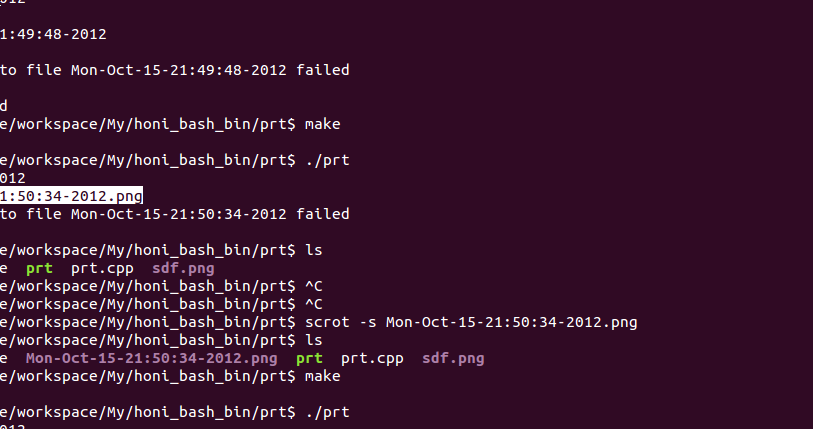 1:49:48-2012
to file Mon-Oct-15-21:49:48-2012 failed
d
e/workspace/My/honi_bash_bin/prt$ make
e/workspace/My/honi_bash_bin/prt$ ./prt
012
1:50:34-2012.png
to file Mon-Oct-15-21:50:34-2012 failed
e/workspace/My/honi_bash_bin/prt$ ls
e  prt  prt.cpp  sdf.png
e/workspace/My/honi_bash_bin/prt$ ^C
e/workspace/My/honi_bash_bin/prt$ ^C
e/workspace/My/honi_bash_bin/prt$ scrot -s Mon-Oct-15-21:50:34-2012.png
e/workspace/My/honi_bash_bin/prt$ ls
e  Mon-Oct-15-21:50:34-2012.png  prt  prt.cpp  sdf.png
e/workspace/My/honi_bash_bin/prt$ make
e/workspace/My/honi_bash_bin/prt$ ./prt
012